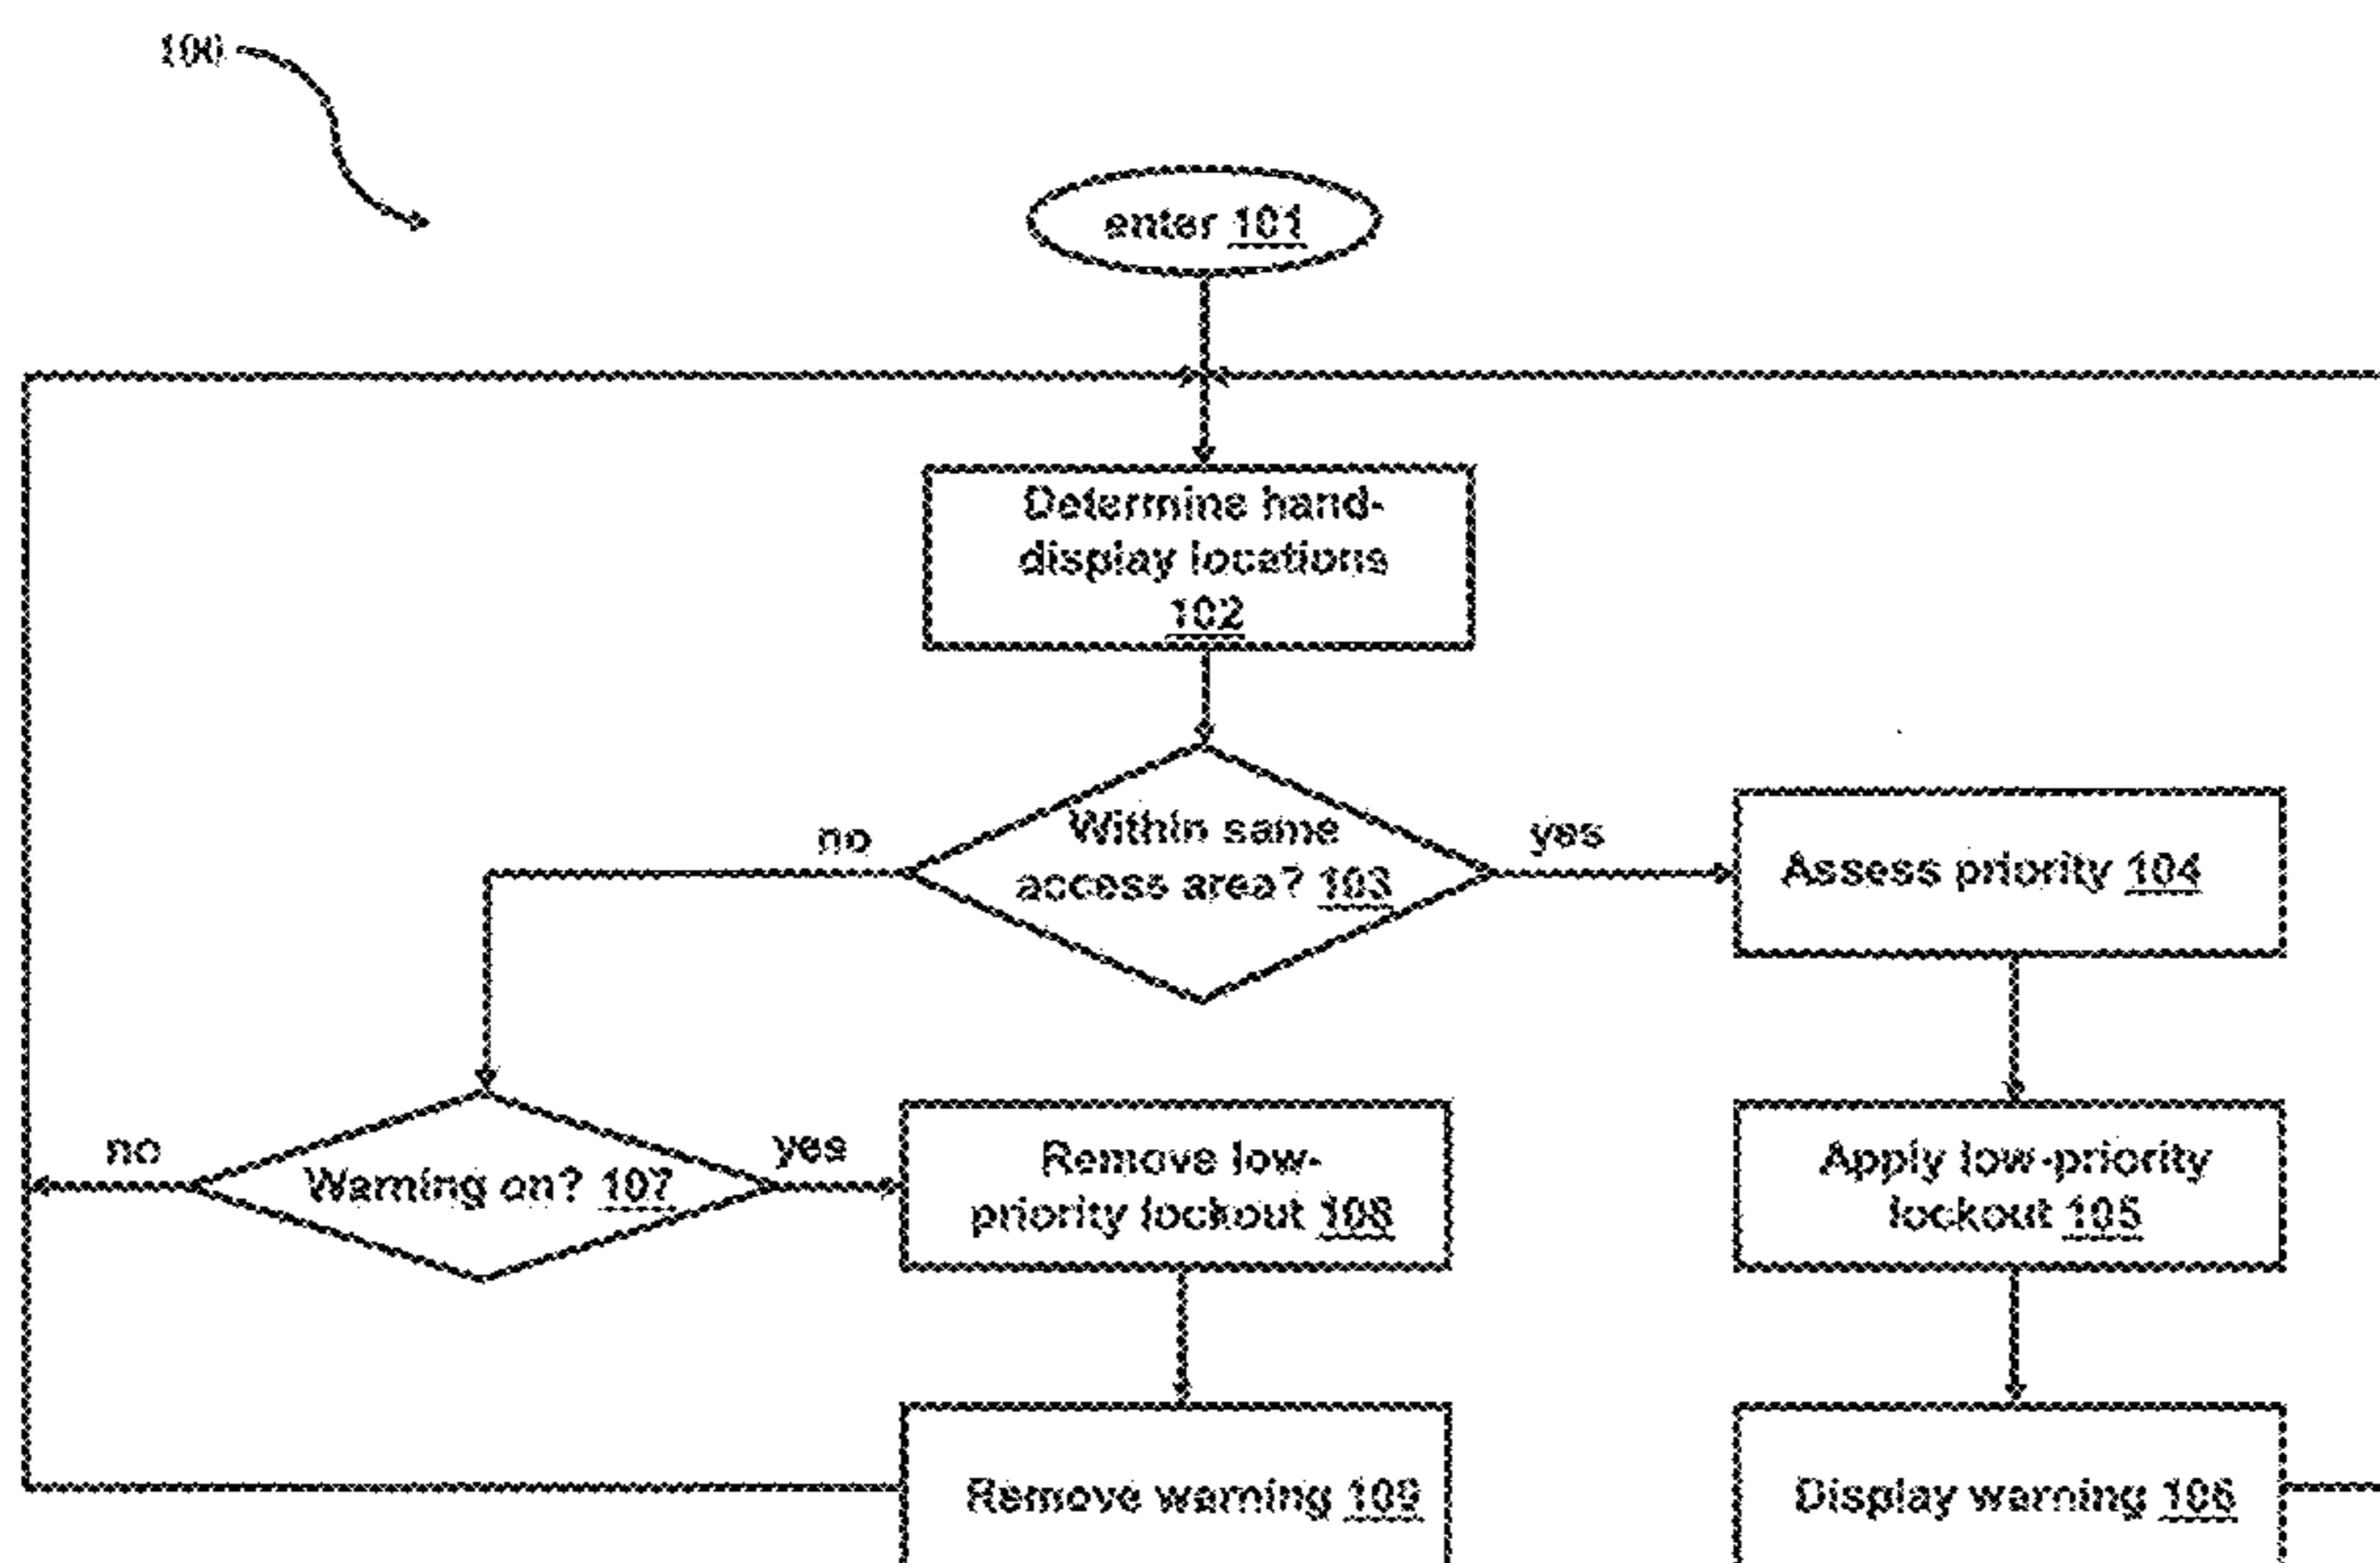 100
enter 101
Determine hand-
display locations
102
Within same
access area? 103
no
yes
Assess priority 104
Warning on? 107
no
yes
Remove low-
priority lockout 108
Apply low-priority
lockout 105
Remove warning 109
Display warning 106